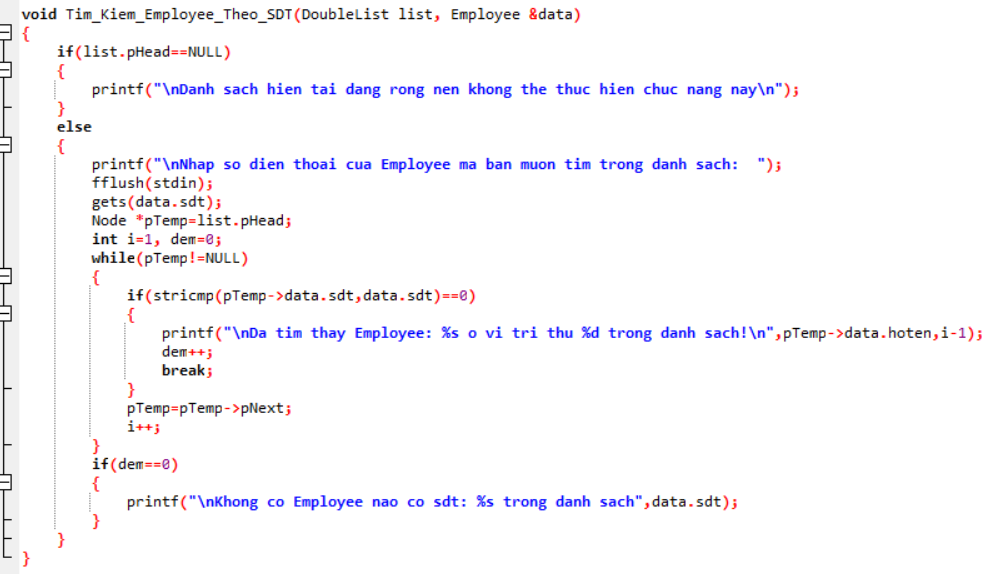 void Tim_Kiem_Employee_Theo_SDT(DoubleList list, Employee &data)
{
if(list.pHead==NULL)
{
printf("\nDanh sach hien tai dang rong nen khong the thuc hien chuc nang nay\n");
}
else
{
printf("\nNhap so dien thoai cua Employee ma ban muon tim trong danh sach:  ");
fflush(stdin);
gets(data.sdt);
Node *pTemp=list.pHead;
int i=1, dem=0;
while(pTemp!=NULL)
{
if(stricmp(pTemp->data.sdt,data.sdt)==0)
{
printf("\nDa tim thay Employee: %s o vi tri thu %d trong danh sach!\n",pTemp->data.hoten,i-1);
dem++;
break;
}
pTemp=pTemp->pNext;
i++;
}
if(dem==0)
{
printf("\nKhong co Employee nao co sdt: %s trong danh sach",data.sdt);
}
}
}